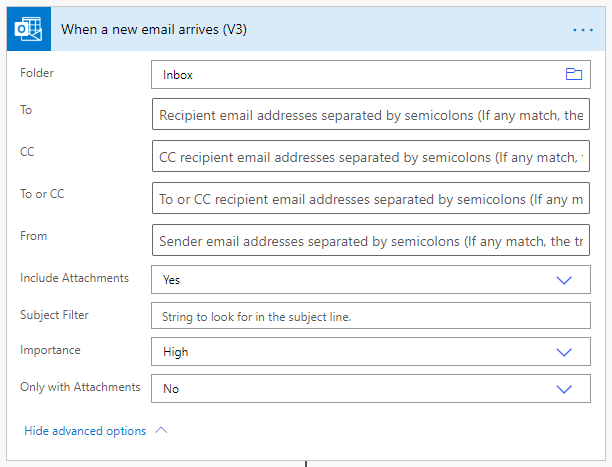 When a new email arrives (V3)
Folder
Inbox
To
Recipient email addresses separated by semicolons (If any match, the
CC
CC recipient email addresses separated by semicolons (If any match,
To or CC
To or CC recipient email addresses separated by semicolons (If any m
From
Sender email addresses separated by semicolons (If any match, the tr
Include Attachments
Yes
Subject Filter
String to look for in the subject line.
Importance
High
Only with Attachments
No
Hide advanced options